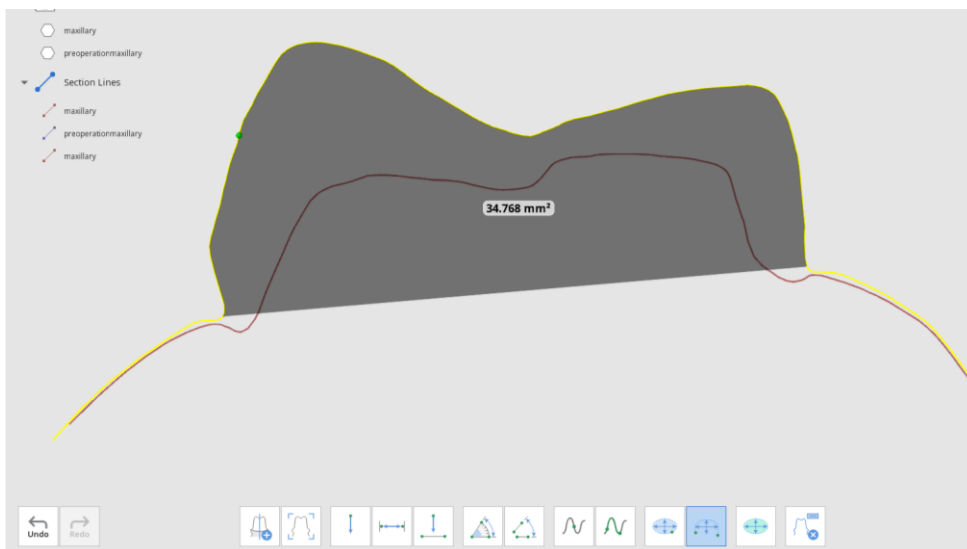 maxillary
preoperationmaxillary
Section Lines
maxillary
preoperationmaxillary
maxillary
34.768 mm²
Undo
Redo